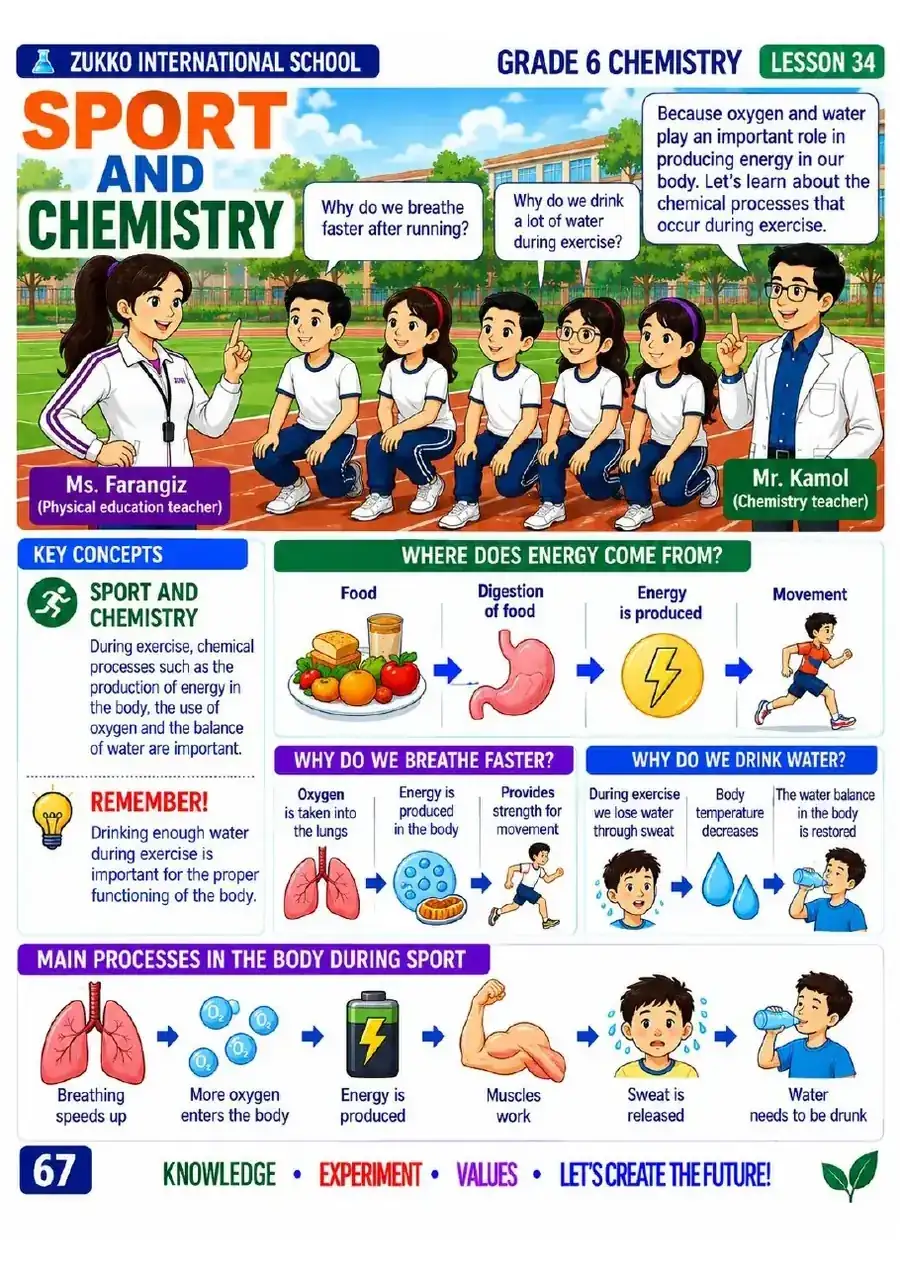 ZUKKO INTERNATIONAL SCHOOL
GRADE 6 CHEMISTRY
LESSON 34
SPORT
AND
CHEMISTRY
Why do we breathe
faster after running?
Why do we drink
a lot of water
during exercise?
Because oxygen and water
play an important role in
producing energy in our
body. Let's learn about the
chemical processes that
occur during exercise.
Ms. Farangiz
(Physical education teacher)
Mr. Kamol
(Chemistry teacher)
KEY CONCEPTS
SPORT AND
CHEMISTRY
During exercise, chemical
processes such as the
production of energy in
the body, the use of
oxygen and the balance
of water are important.
REMEMBER!
Drinking enough water
during exercise is
important for the proper
functioning of the body.
WHERE DOES ENERGY COME FROM?
Food
Digestion
of food
Energy
is produced
Movement
WHY DO WE BREATHE FASTER?
Oxygen
is taken into
the lungs
Energy is
produced
in the body
Provides
strength for
movement
WHY DO WE DRINK WATER?
During exercise
we lose water
through sweat
Body
temperature
decreases
The water balance
in the body
is restored
MAIN PROCESSES IN THE BODY DURING SPORT
O₂
O₂
O₂
O₂
Breathing
speeds up
More oxygen
enters the body
Energy is
produced
Muscles
work
Sweat is
released
Water
needs to be drunk
67
KNOWLEDGE • EXPERIMENT • VALUES • LET'S CREATE THE FUTURE!